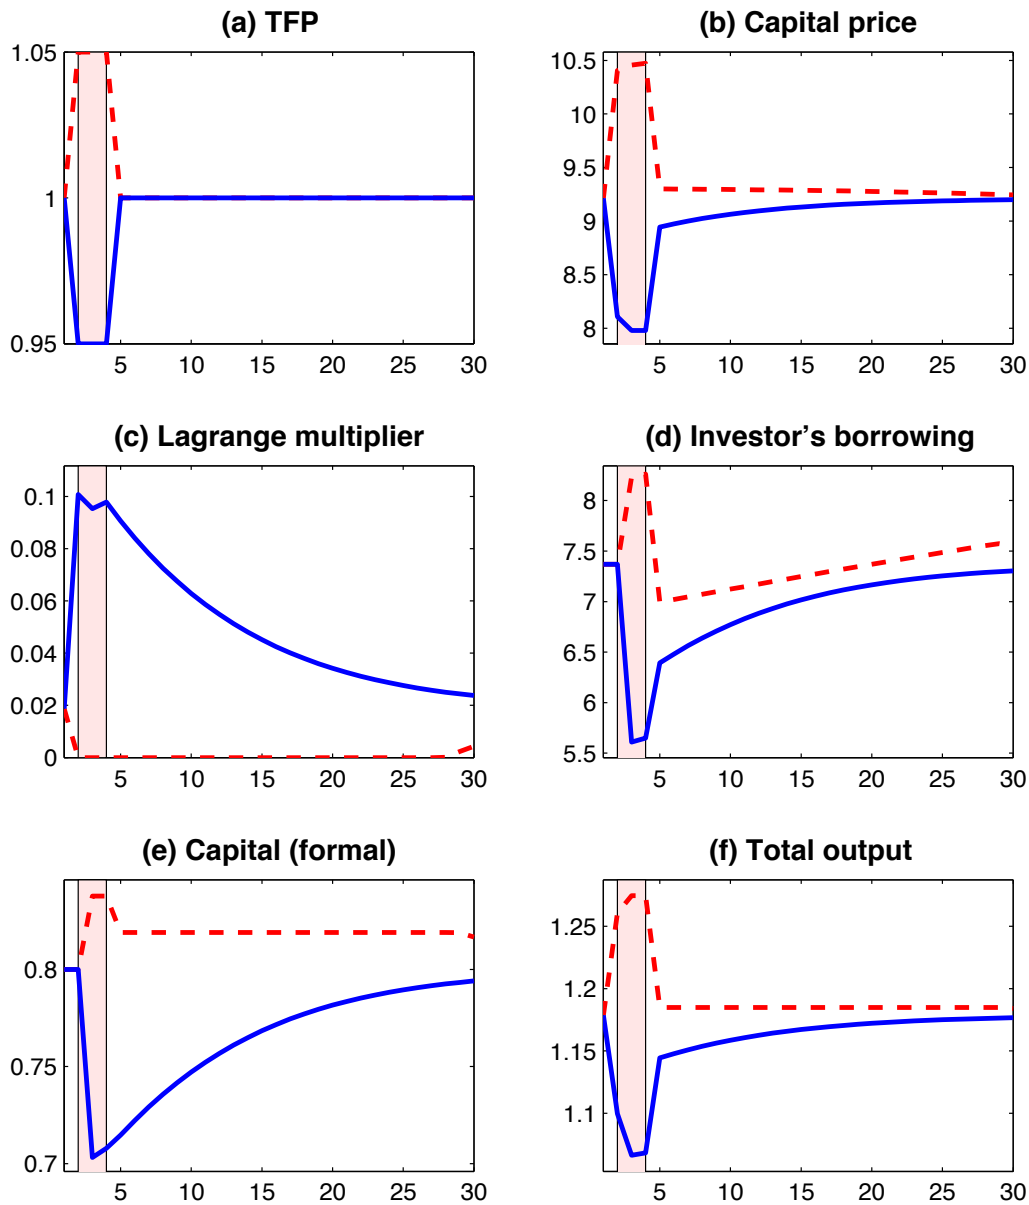 (a) TFP
(b) Capital price
1.05
1
0.95
5 10 15 20 25 30
10.5
10
9.5
9
8.5
8
5 10 15 20 25 30
(c) Lagrange multiplier
(d) Investor's borrowing
0.1
0.08
0.06
0.04
0.02
0
5 10 15 20 25 30
8
7.5
7
6.5
6
5.5
5 10 15 20 25 30
(e) Capital (formal)
(f) Total output
0.8
0.75
0.7
5 10 15 20 25 30
1.25
1.2
1.15
1.1
5 10 15 20 25 30